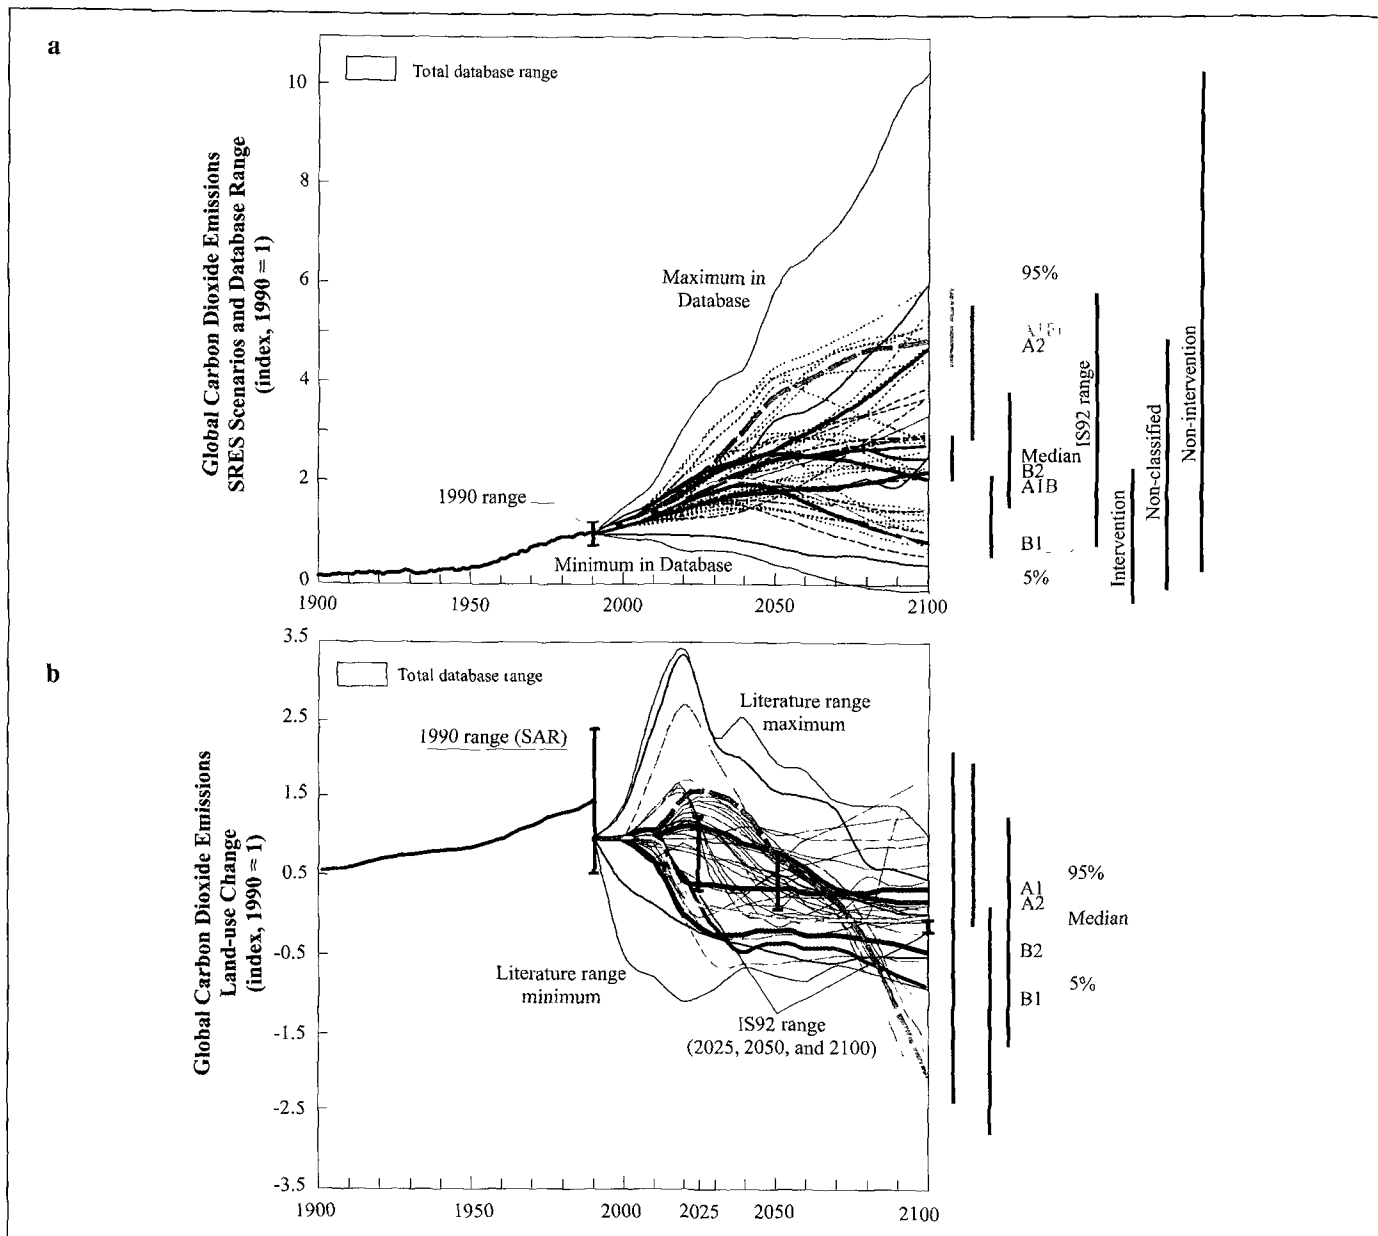 a
Total database range
10
8
6
4
2
0
Global Carbon Dioxide Emissions
SRES Scenarios and Database Range
(index, 1990 = 1)
Maximum in
Database
1990 range
Minimum in Database
1900
1950
2000
2050
2100
95%
A2
Median
B2
A1B
B1
5%
IS92 range
Intervention
Non-classified
Non-intervention
b
Total database range
3.5
2.5
1.5
0.5
-0.5
-1.5
-2.5
-3.5
Global Carbon Dioxide Emissions
Land-use Change
(index, 1990 = 1)
1990 range (SAR)
Literature range
maximum
Literature range
minimum
IS92 range
(2025, 2050, and 2100)
1900
1950
2000
2025
2050
2100
95%
A1
A2
Median
B2
5%
B1